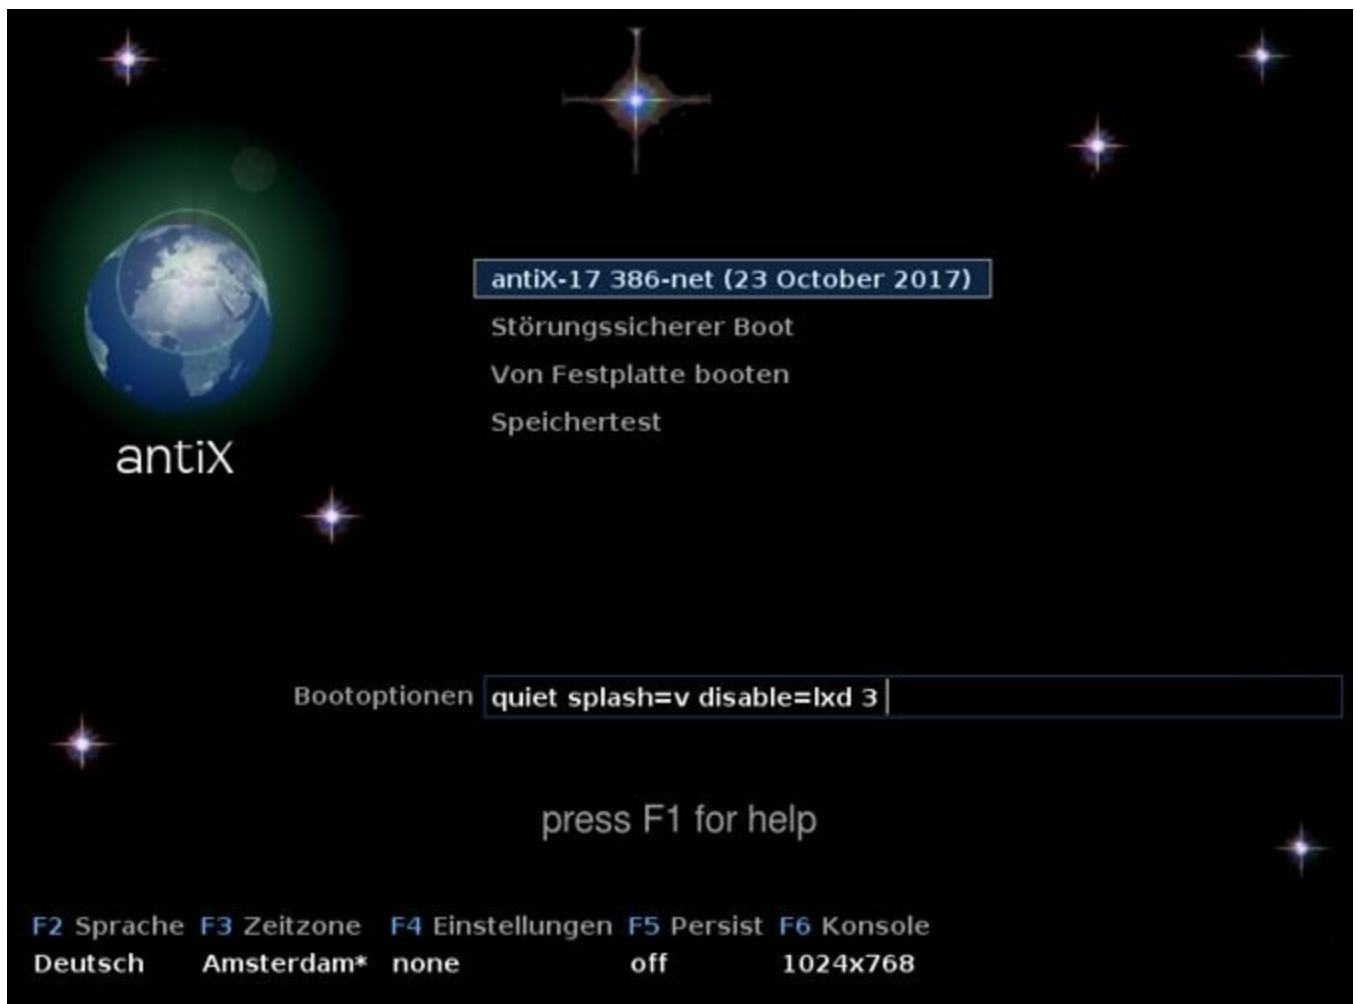 antiX-17 386-net (23 October 2017)
Störungssicherer Boot
Von Festplatte booten
Speichertest
antiX
Bootoptionen quiet splash=v disable=lxd 3
press F1 for help
F2 Sprache F3 Zeitzone F4 Einstellungen F5 Persist F6 Konsole
Deutsch Amsterdam* none off 1024x768